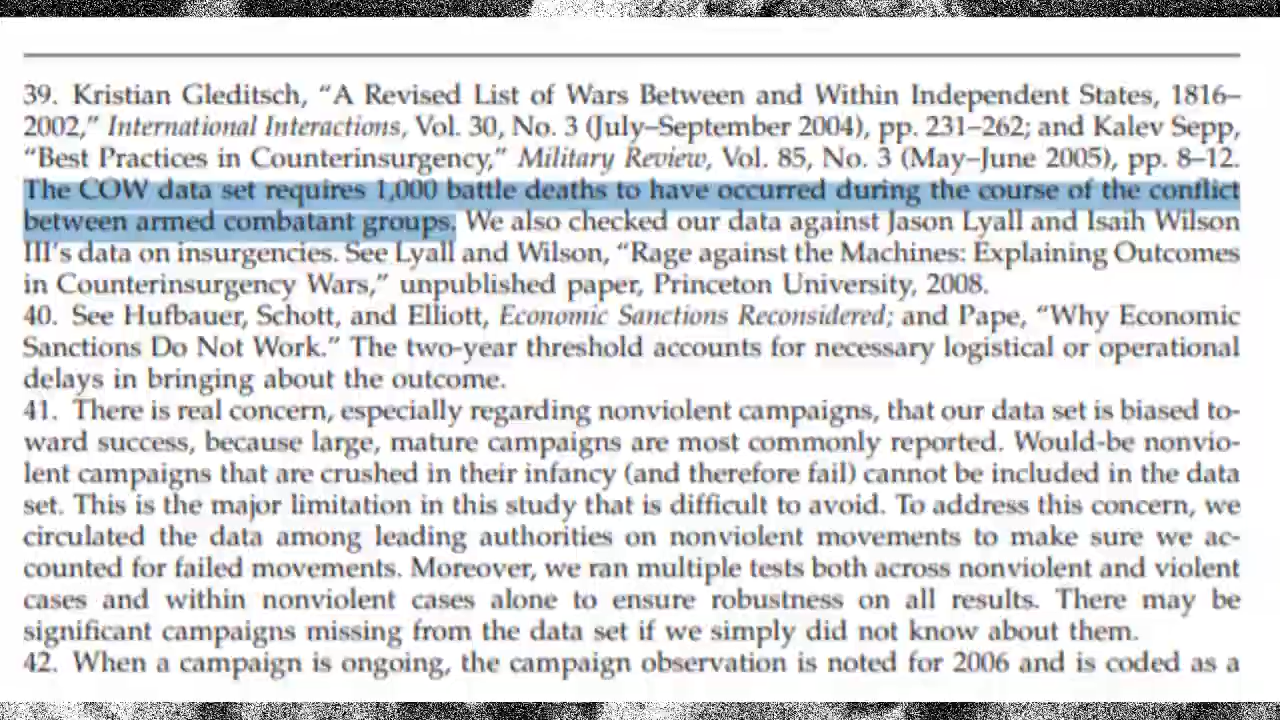 39. Kristian Gleditsch, “A Revised List of Wars Between and Within Independent States, 1816–
2002,” International Interactions, Vol. 30, No. 3 (July–September 2004), pp. 231–262; and Kalev Sepp,
“Best Practices in Counterinsurgency,” Military Review, Vol. 85, No. 3 (May–June 2005), pp. 8–12.
The COW data set requires 1,000 battle deaths to have occurred during the course of the conflict
between armed combatant groups. We also checked our data against Jason Lyall and Isaih Wilson
III’s data on insurgencies. See Lyall and Wilson, “Rage against the Machines: Explaining Outcomes
in Counterinsurgency Wars,” unpublished paper, Princeton University, 2008.
40. See Hufbauer, Schott, and Elliott, Economic Sanctions Reconsidered; and Pape, “Why Economic
Sanctions Do Not Work.” The two-year threshold accounts for necessary logistical or operational
delays in bringing about the outcome.
41. There is real concern, especially regarding nonviolent campaigns, that our data set is biased to-
ward success, because large, mature campaigns are most commonly reported. Would-be nonvio-
lent campaigns that are crushed in their infancy (and therefore fail) cannot be included in the data
set. This is the major limitation in this study that is difficult to avoid. To address this concern, we
circulated the data among leading authorities on nonviolent movements to make sure we ac-
counted for failed movements. Moreover, we ran multiple tests both across nonviolent and violent
cases and within nonviolent cases alone to ensure robustness on all results. There may be
significant campaigns missing from the data set if we simply did not know about them.
42. When a campaign is ongoing, the campaign observation is noted for 2006 and is coded as a